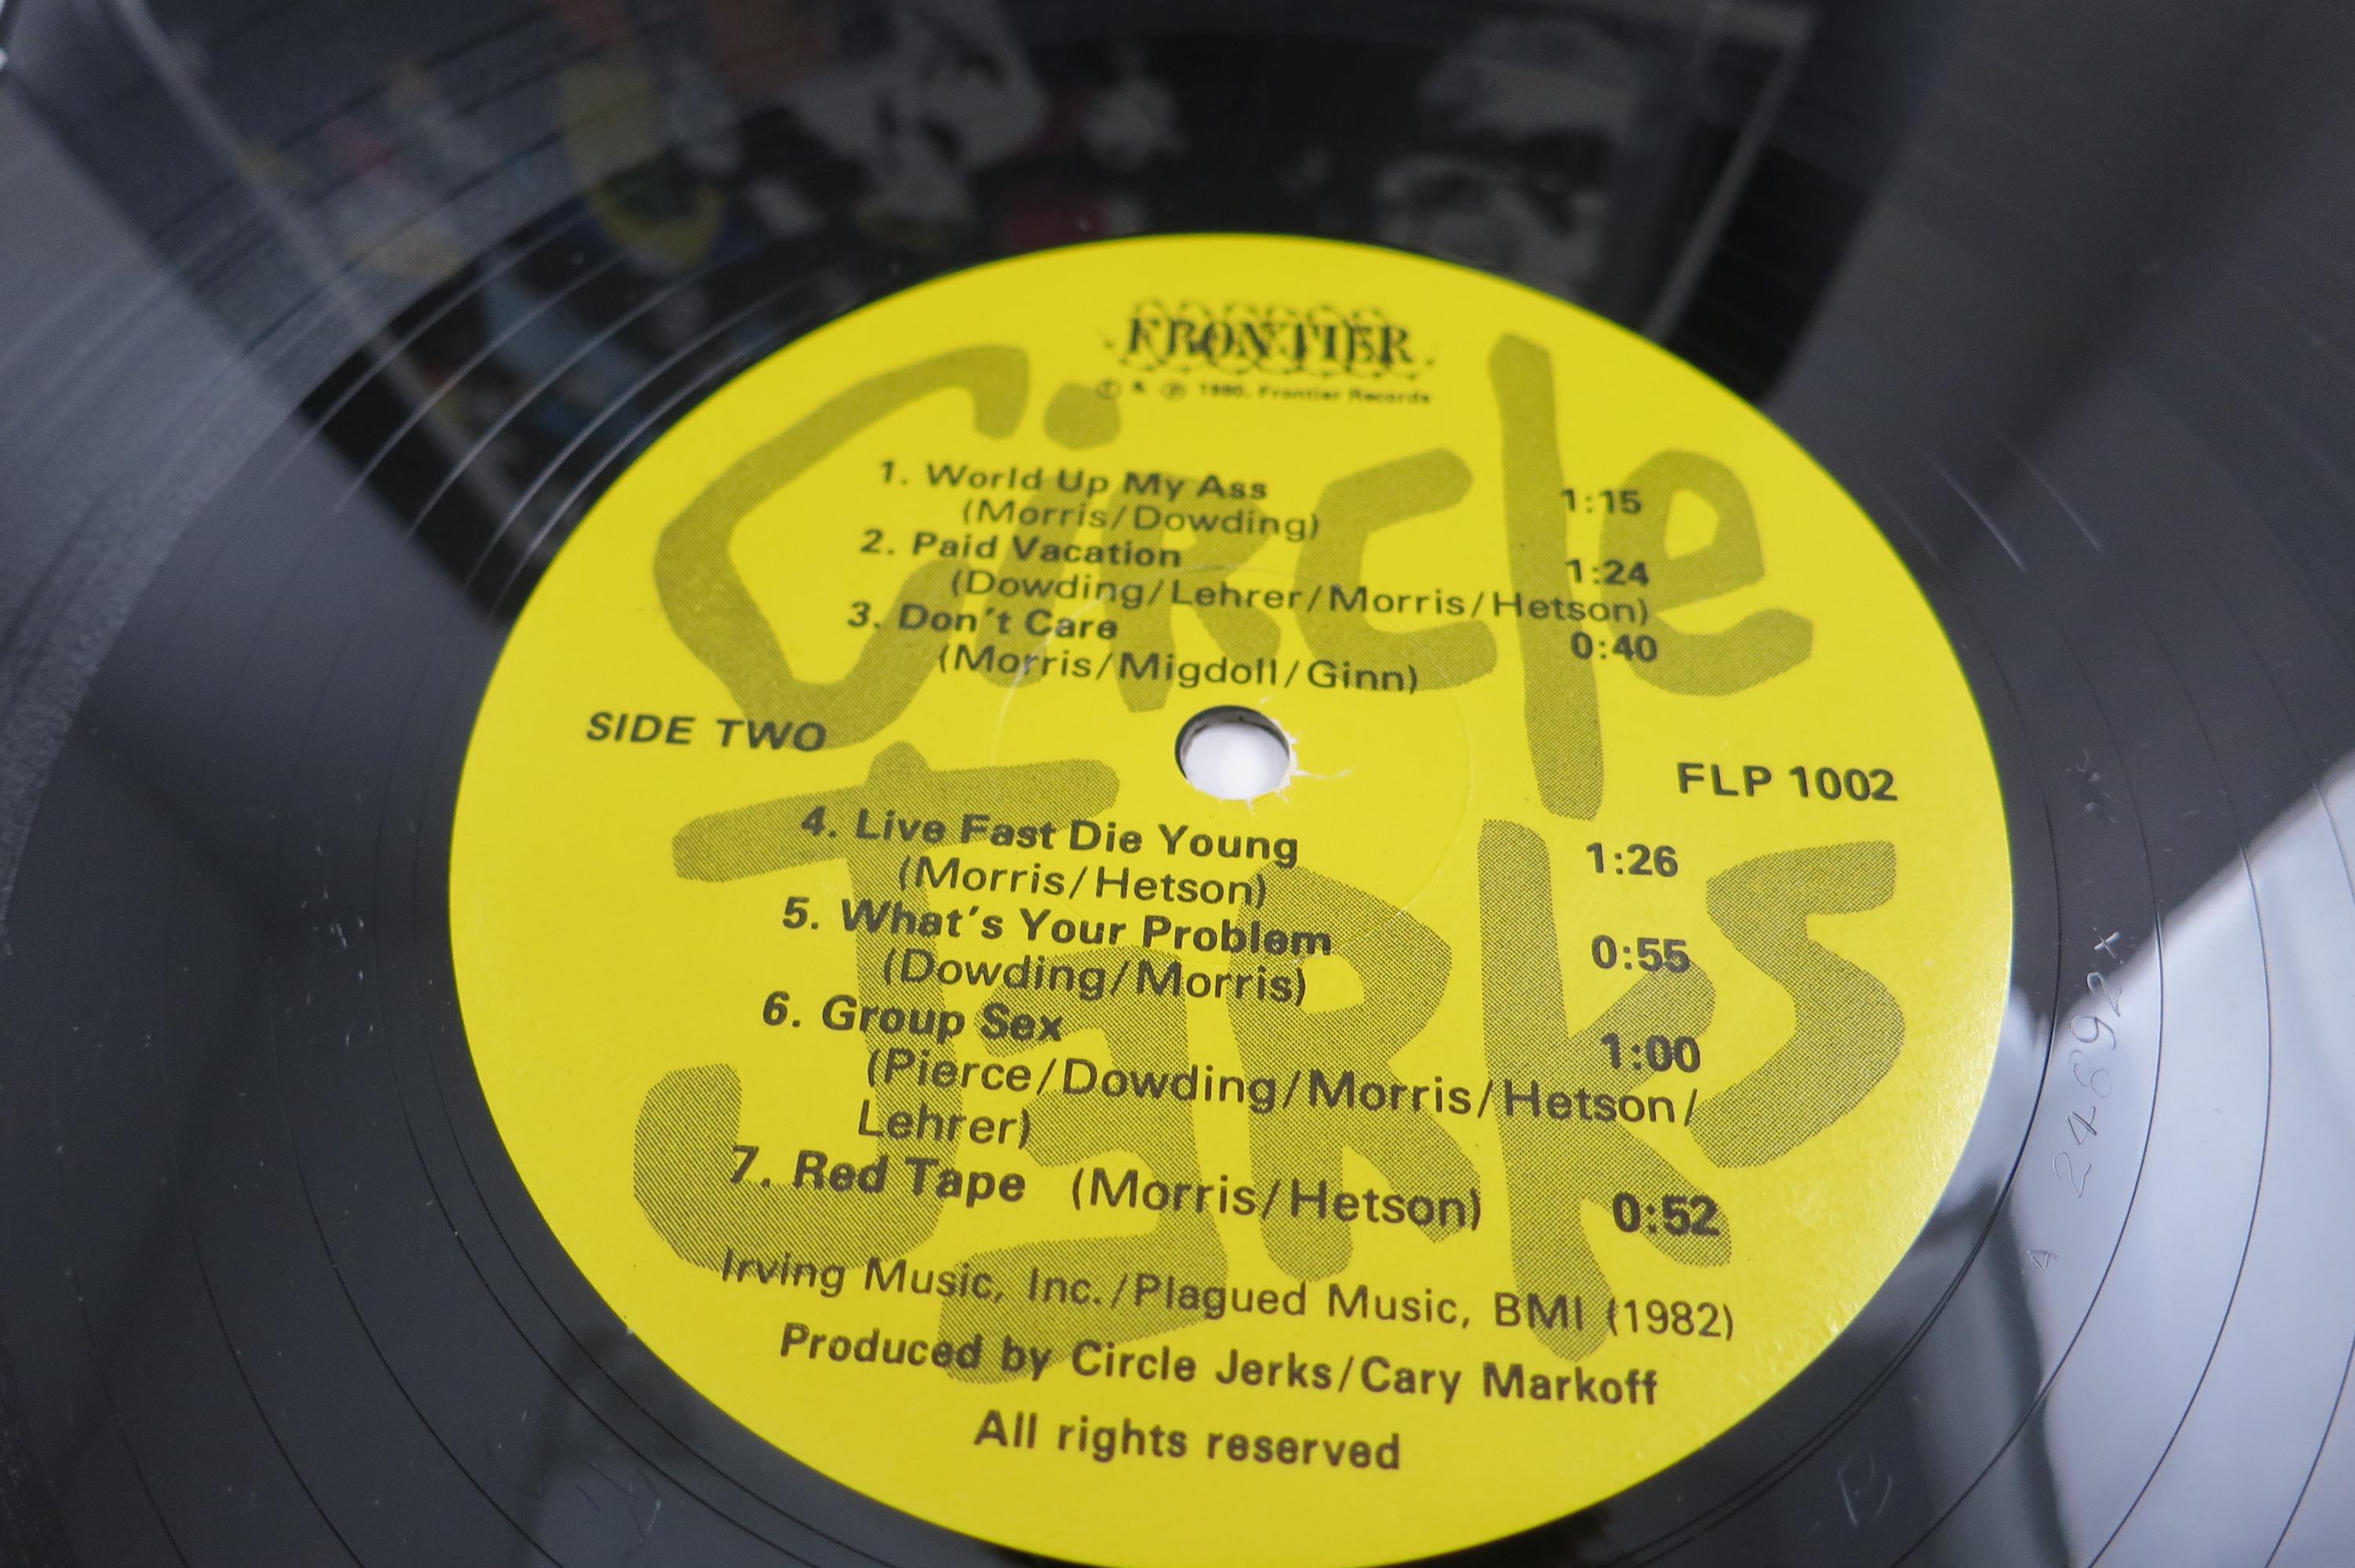 FRONTIER
© & ℗ 1980, Frontier Records
Circle
Jerks
1. World Up My Ass 1:15
(Morris/Dowding)
2. Paid Vacation 1:24
(Dowding/Lehrer/Morris/Hetson)
3. Don't Care 0:40
(Morris/Migdoll/Ginn)
SIDE TWO
FLP 1002
4. Live Fast Die Young 1:26
(Morris/Hetson)
5. What's Your Problem 0:55
(Dowding/Morris)
6. Group Sex 1:00
(Pierce/Dowding/Morris/Hetson/
Lehrer)
7. Red Tape (Morris/Hetson) 0:52
Irving Music, Inc./Plagued Music, BMI (1982)
Produced by Circle Jerks/Cary Markoff
All rights reserved